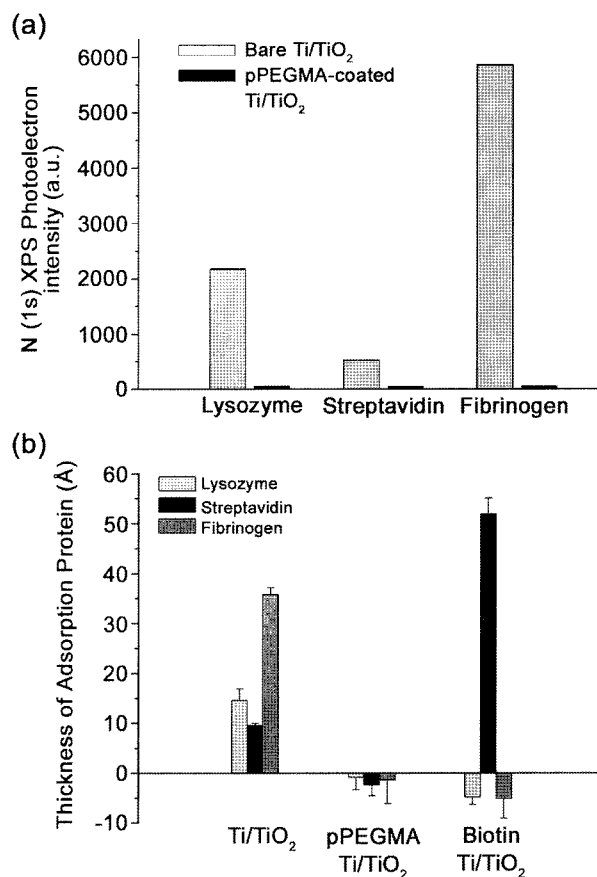 (a)
Bare Ti/TiO₂
pPEGMA-coated
Ti/TiO₂
N (1s) XPS Photoelectron
intensity (a.u.)
6000
5000
4000
3000
2000
1000
0
Lysozyme Streptavidin Fibrinogen
(b)
Thickness of Adsorption Protein (Å)
60
50
40
30
20
10
0
-10
Lysozyme
Streptavidin
Fibrinogen
Ti/TiO₂ pPEGMA Biotin
Ti/TiO₂ Ti/TiO₂